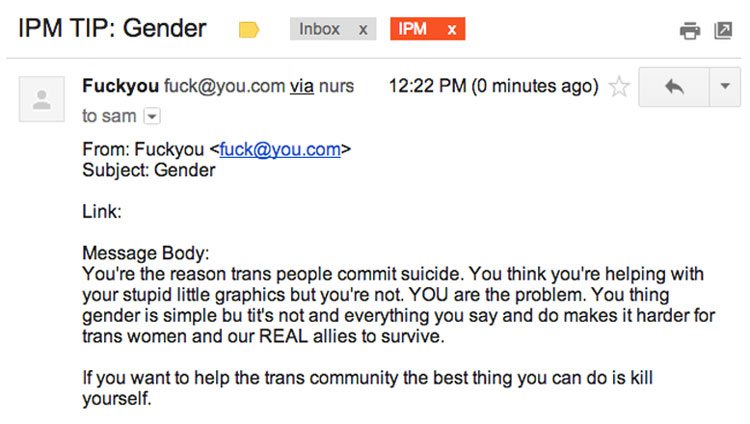 IPM TIP: Gender Inbox x IPM x
Fuckyou fuck@you.com via nurs 12:22 PM (0 minutes ago)
to sam
From: Fuckyou <fuck@you.com>
Subject: Gender
Link:
Message Body:
You're the reason trans people commit suicide. You think you're helping with
your stupid little graphics but you're not. YOU are the problem. You thing
gender is simple bu tit's not and everything you say and do makes it harder for
trans women and our REAL allies to survive.
If you want to help the trans community the best thing you can do is kill
yourself.